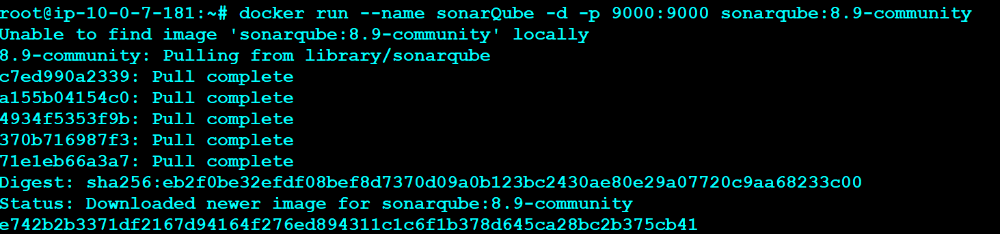 root@ip-10-0-7-181:~# docker run --name sonarQube -d -p 9000:9000 sonarqube:8.9-community
Unable to find image 'sonarqube:8.9-community' locally
8.9-community: Pulling from library/sonarqube
c7ed990a2339: Pull complete
a155b04154c0: Pull complete
4934f5353f9b: Pull complete
370b716987f3: Pull complete
71e1eb66a3a7: Pull complete
Digest: sha256:eb2f0be32efdf08bef8d7370d09a0b123bc2430ae80e29a07720c9aa68233c00
Status: Downloaded newer image for sonarqube:8.9-community
e742b2b3371df2167d94164f276ed894311c1c6f1b378d645ca28bc2b375cb41